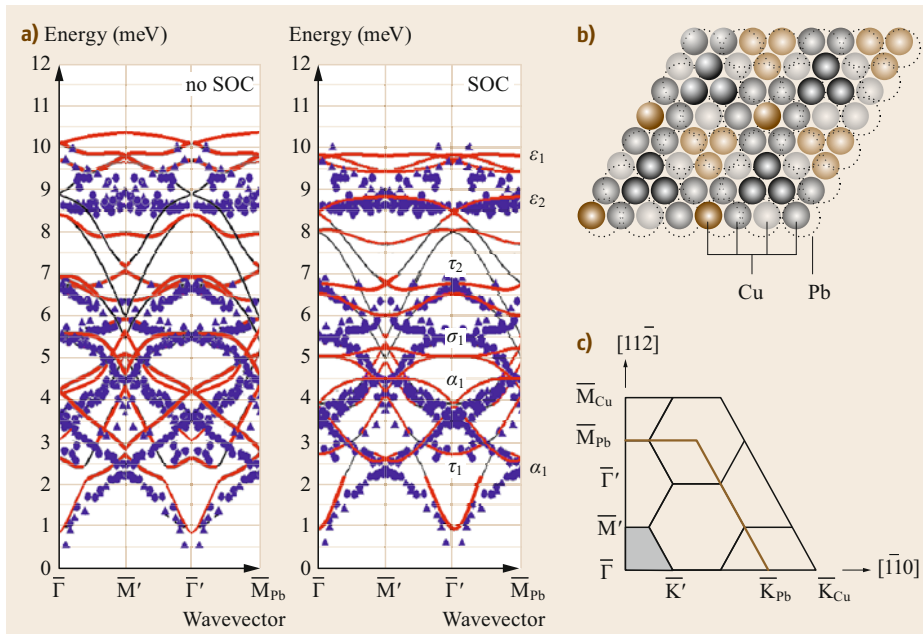 a) Energy (meV)
12
11
10
9
8
7
6
5
4
3
2
1
0
no SOC
Γ̅ M̅′ Γ̅′ M̅Pb
Wavevector
Energy (meV)
12
11
10
9
8
7
6
5
4
3
2
1
0
SOC
ε1
ε2
τ2
σ1
α1
τ1
α1
Γ̅ M̅′ Γ̅′ M̅Pb
Wavevector
b)
Cu Pb
c)
[112̅]
M̅Cu
M̅Pb
Γ̅′
M̅′
Γ̅
K̅′ K̅Pb K̅Cu
[1̅10]